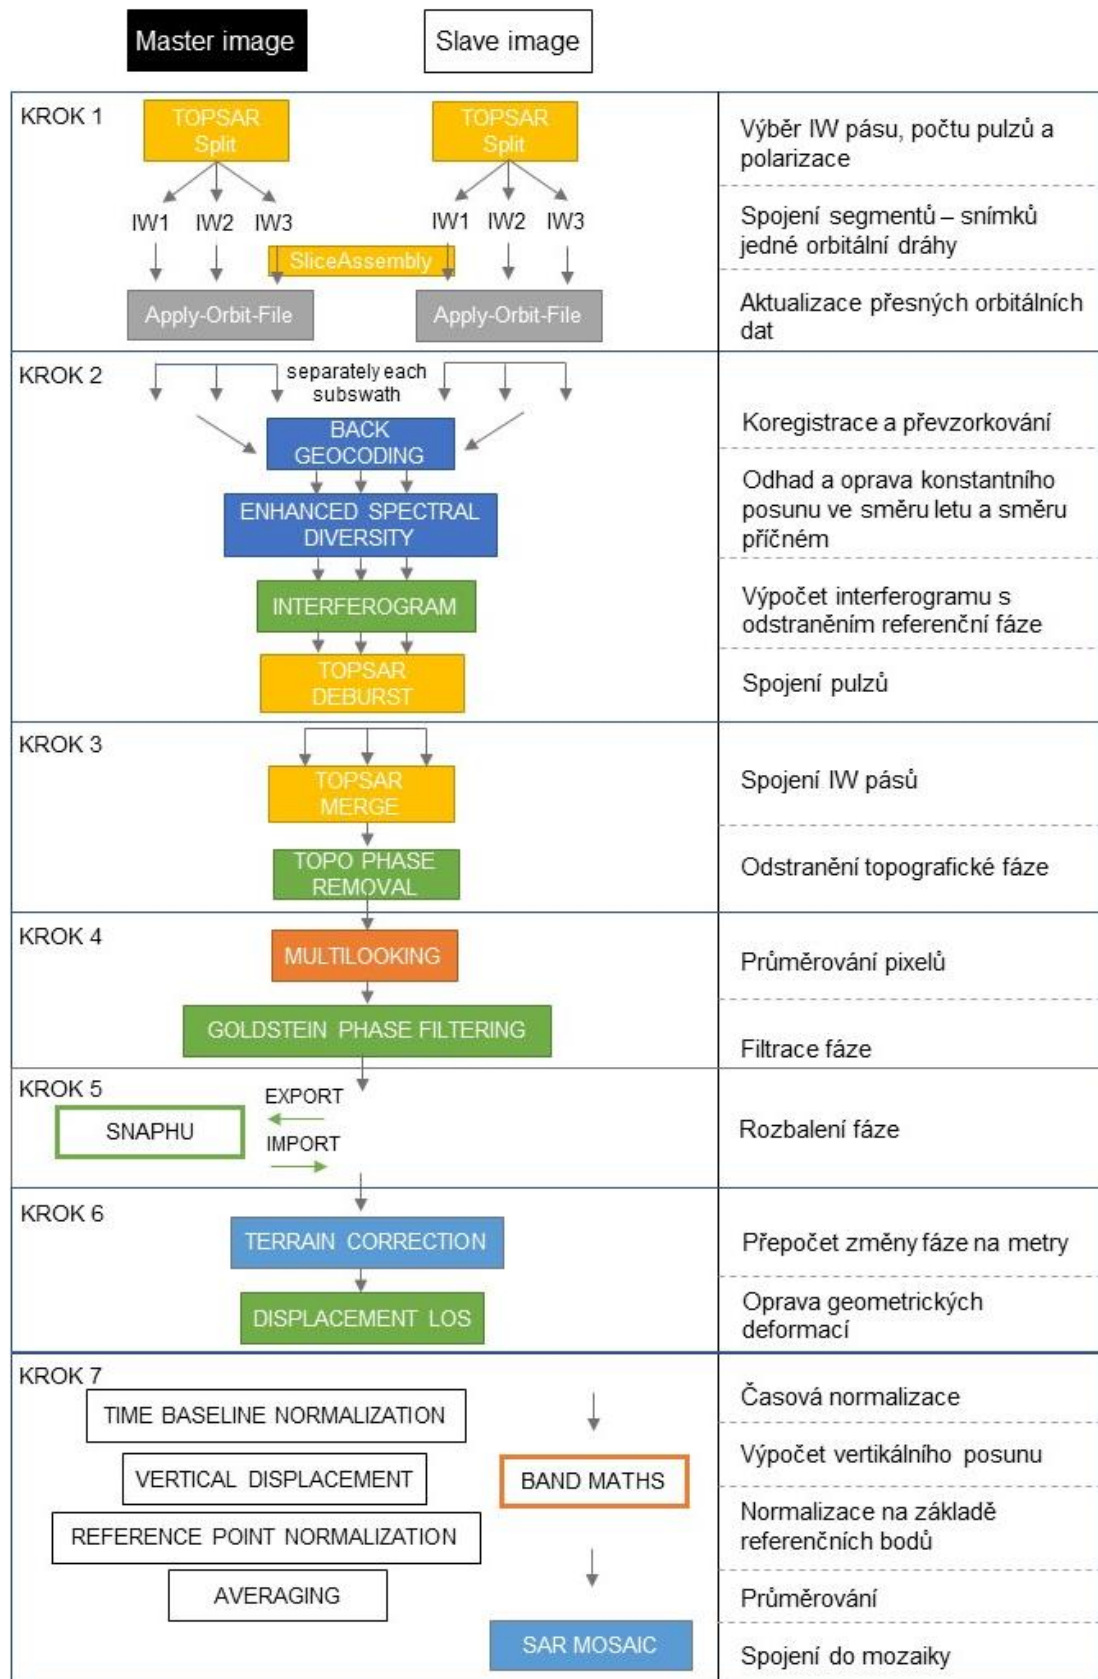 Master image
Slave image
KROK 1
TOPSAR
Split
TOPSAR
Split
IW1
IW2
IW3
IW1
IW2
IW3
SliceAssembly
Apply-Orbit-File
Apply-Orbit-File
Výběr IW pásu, počtu pulzů a
polarizace
Spojení segmentů – snímků
jedné orbitální dráhy
Aktualizace přesných orbitálních
dat
KROK 2
separately each
subswath
BACK
GEOCODING
ENHANCED SPECTRAL
DIVERSITY
INTERFEROGRAM
TOPSAR
DEBURST
Koregistrace a převzorkování
Odhad a oprava konstantního
posunu ve směru letu a směru
příčném
Výpočet interferogramu s
odstraněním referenční fáze
Spojení pulzů
KROK 3
TOPSAR
MERGE
TOPO PHASE
REMOVAL
Spojení IW pásů
Odstranění topografické fáze
KROK 4
MULTILOOKING
GOLDSTEIN PHASE FILTERING
Průměrování pixelů
Filtrace fáze
KROK 5
SNAPHU
EXPORT
IMPORT
Rozbalení fáze
KROK 6
TERRAIN CORRECTION
DISPLACEMENT LOS
Přepočet změny fáze na metry
Oprava geometrických
deformací
KROK 7
TIME BASELINE NORMALIZATION
VERTICAL DISPLACEMENT
REFERENCE POINT NORMALIZATION
AVERAGING
BAND MATHS
SAR MOSAIC
Časová normalizace
Výpočet vertikálního posunu
Normalizace na základě
referenčních bodů
Průměrování
Spojení do mozaiky